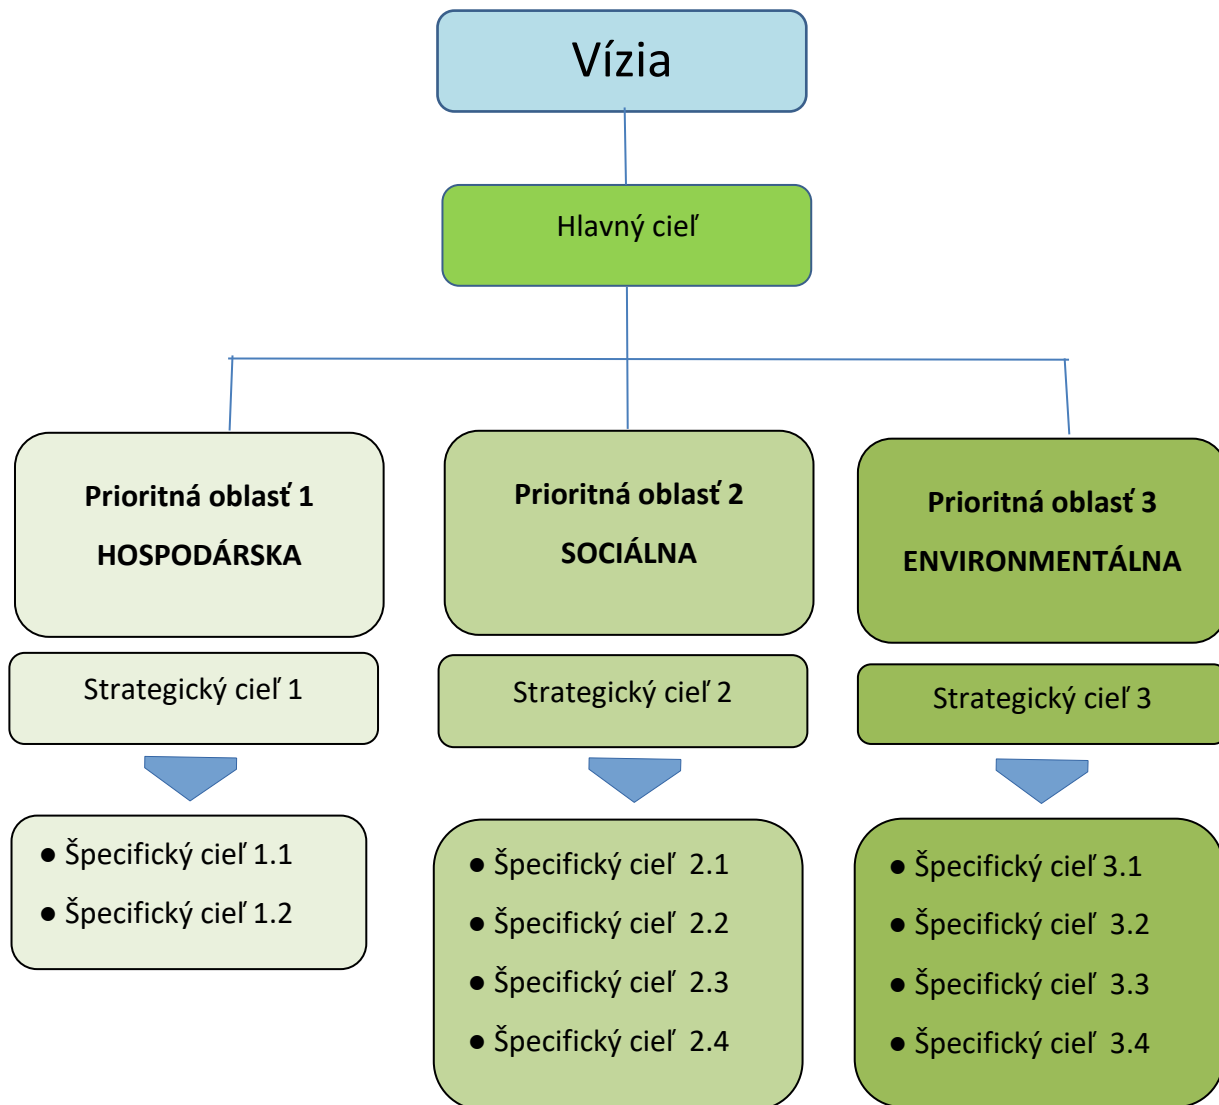 Vízia
Hlavný cieľ
Prioritná oblasť 1
HOSPODÁRSKA
Prioritná oblasť 2
SOCIÁLNA
Prioritná oblasť 3
ENVIRONMENTÁLNA
Strategický cieľ 1
Strategický cieľ 2
Strategický cieľ 3
● Špecifický cieľ 1.1
● Špecifický cieľ 1.2
● Špecifický cieľ 2.1
● Špecifický cieľ 2.2
● Špecifický cieľ 2.3
● Špecifický cieľ 2.4
● Špecifický cieľ 3.1
● Špecifický cieľ 3.2
● Špecifický cieľ 3.3
● Špecifický cieľ 3.4